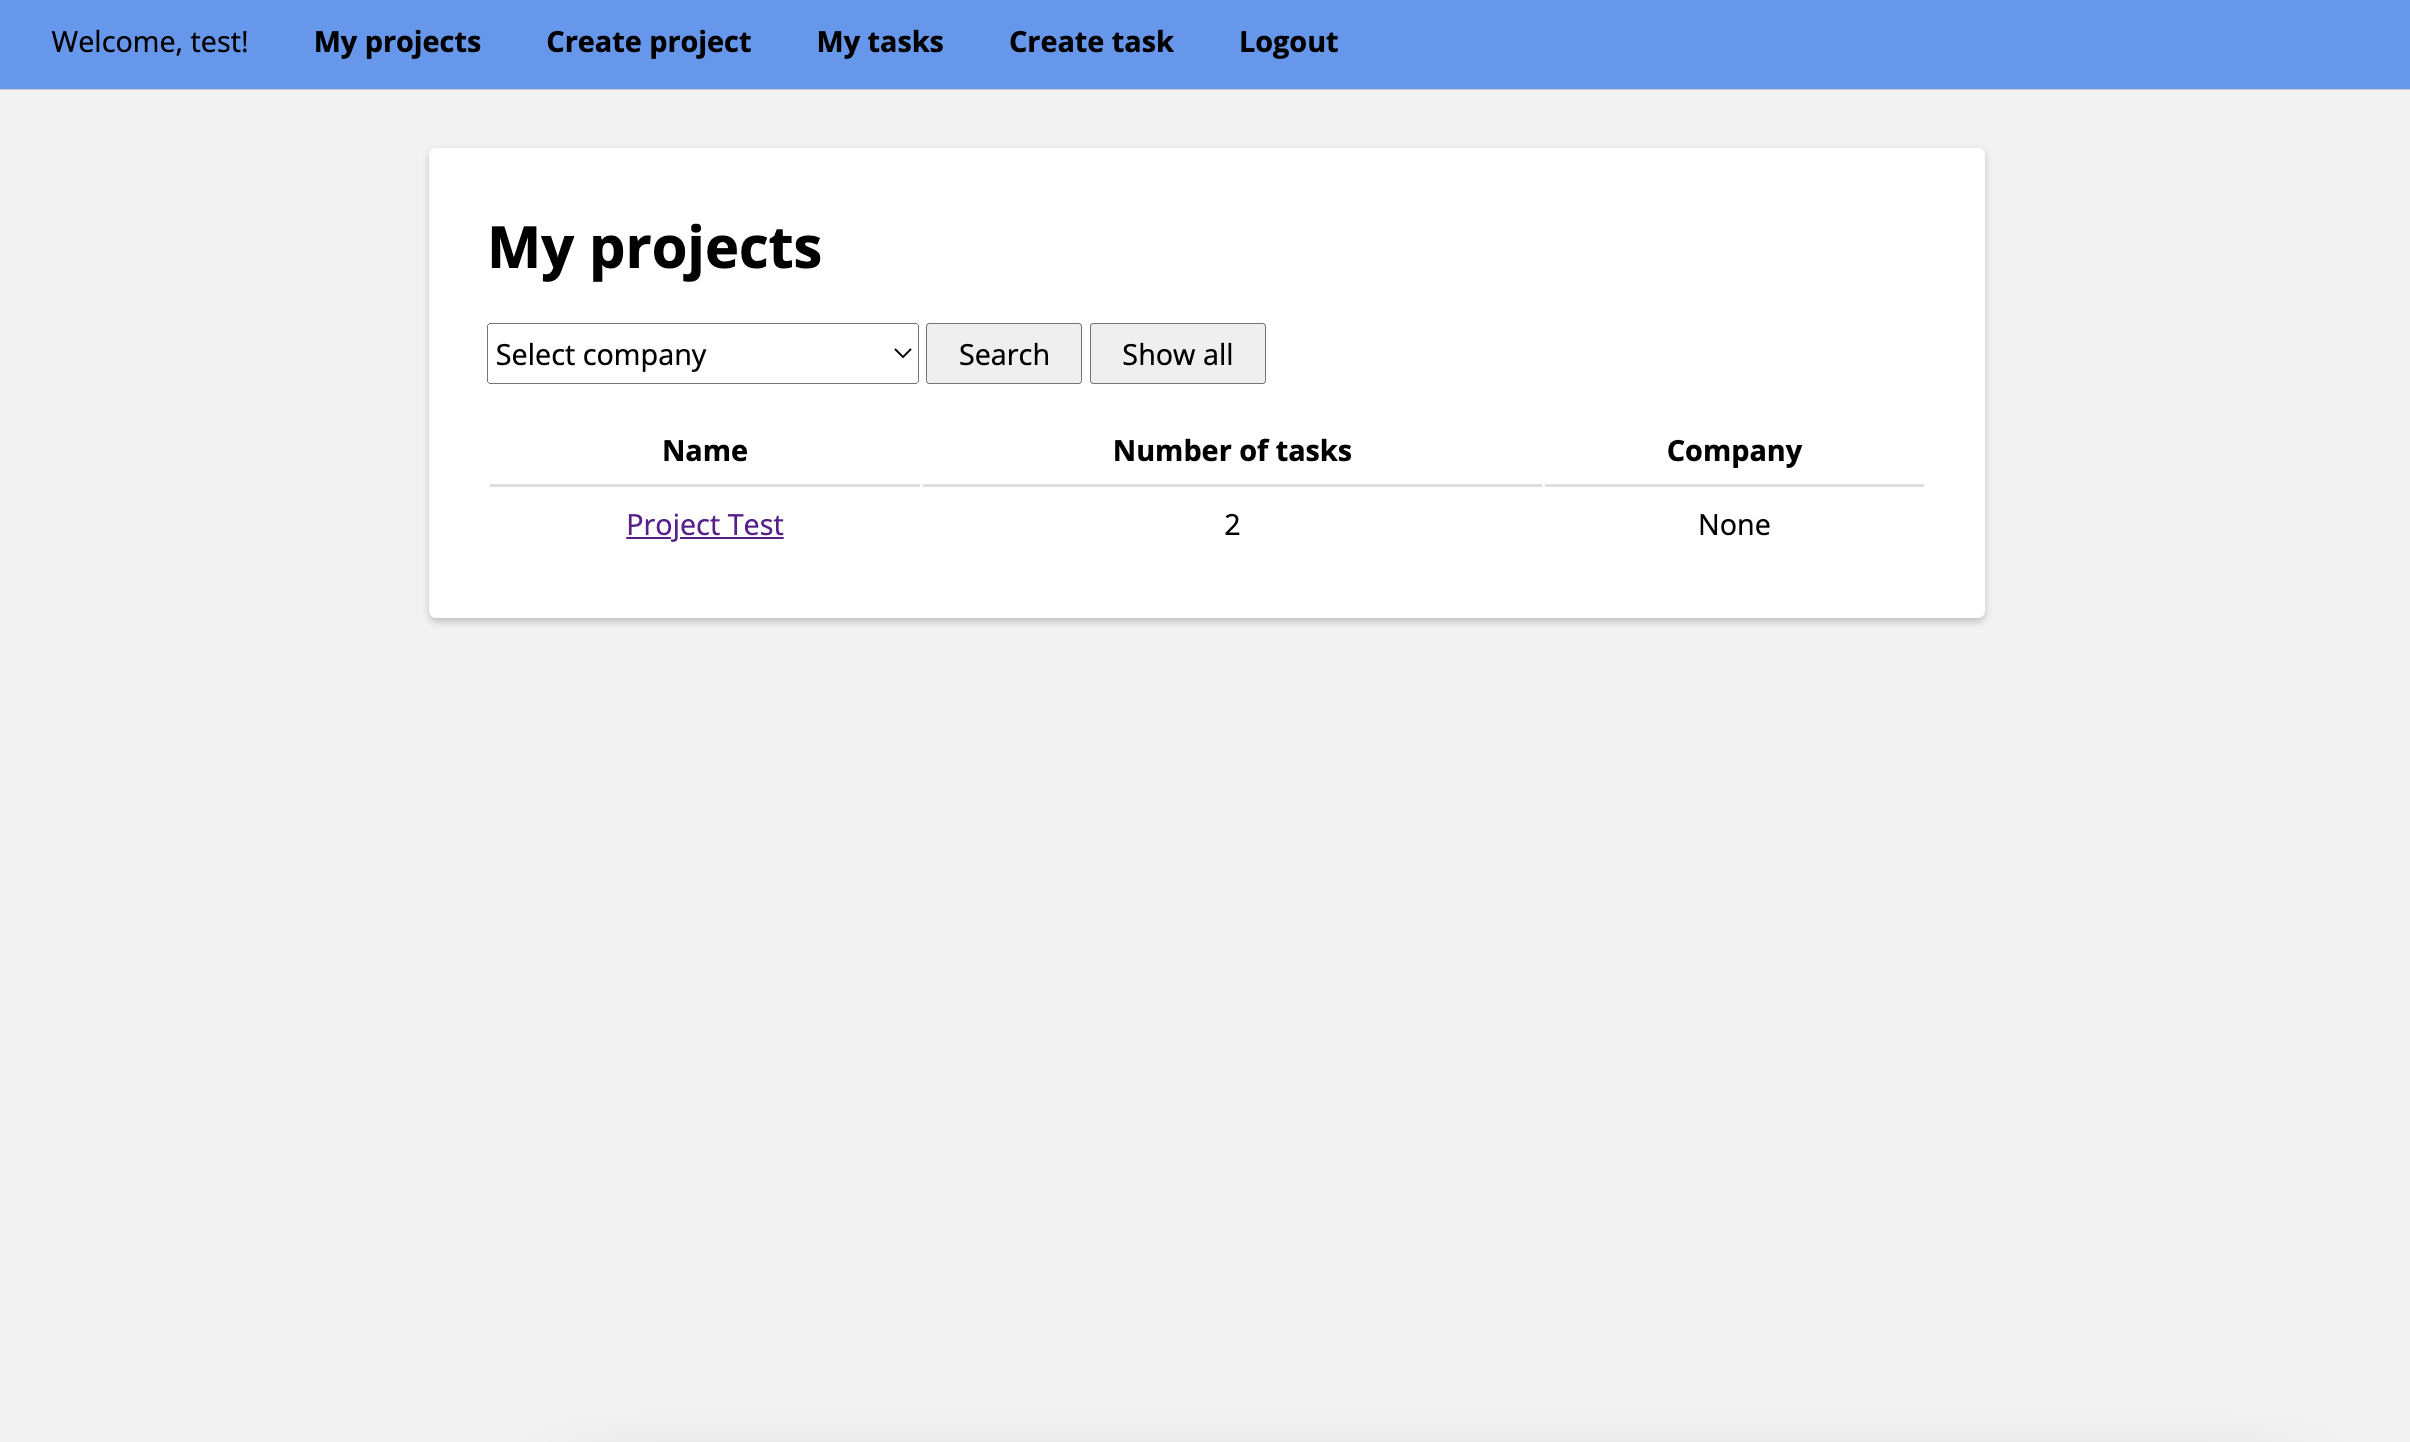 Welcome, test! My projects Create project My tasks Create task Logout
My projects
Select company Search Show all
Name Number of tasks Company
Project Test 2 None